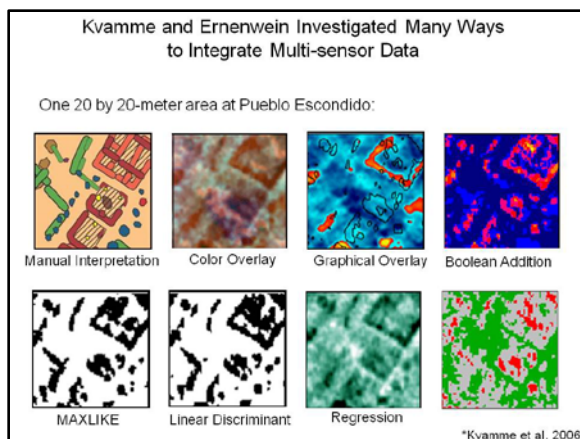 Kvamme and Ernenwein Investigated Many Ways
to Integrate Multi-sensor Data
One 20 by 20-meter area at Pueblo Escondido:
Manual Interpretation
Color Overlay
Graphical Overlay
Boolean Addition
MAXLIKE
Linear Discriminant
Regression
*Kvamme et al. 2006